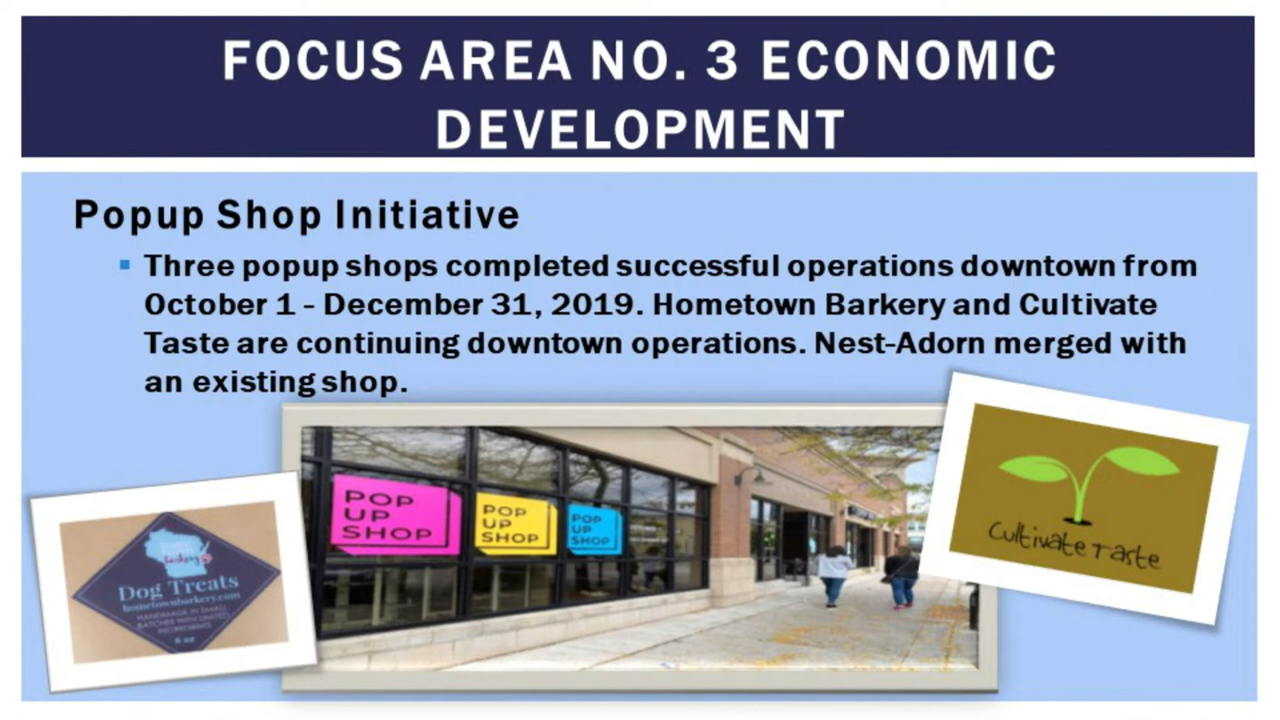 FOCUS AREA NO. 3 ECONOMIC
DEVELOPMENT
Popup Shop Initiative
Three popup shops completed successful operations downtown from
October 1 - December 31, 2019. Hometown Barkery and Cultivate
Taste are continuing downtown operations. Nest-Adorn merged with
an existing shop.
POP
UP
SHOP
POP
UP
SHOP
POP
UP
SHOP
Cultivate Taste
Dog Treats
hometownbarkery.com
HANDMADE IN SMALL
BATCHES WITH LIMITED
INGREDIENTS
6 oz